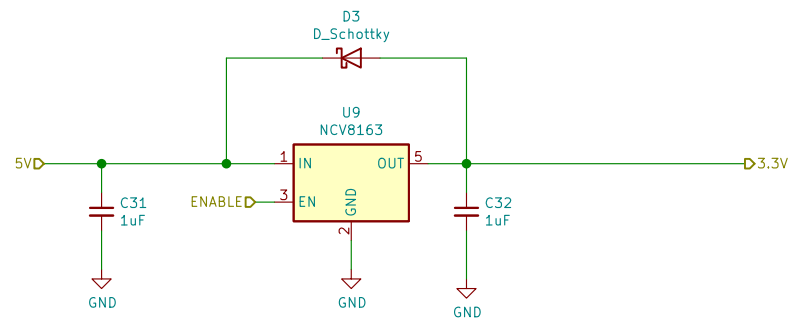 D3
D_Schottky
U9
NCV8163
5V
1
IN
OUT
5
3.3V
ENABLE
3
EN
GND
2
C31
1uF
C32
1uF
GND
GND
GND